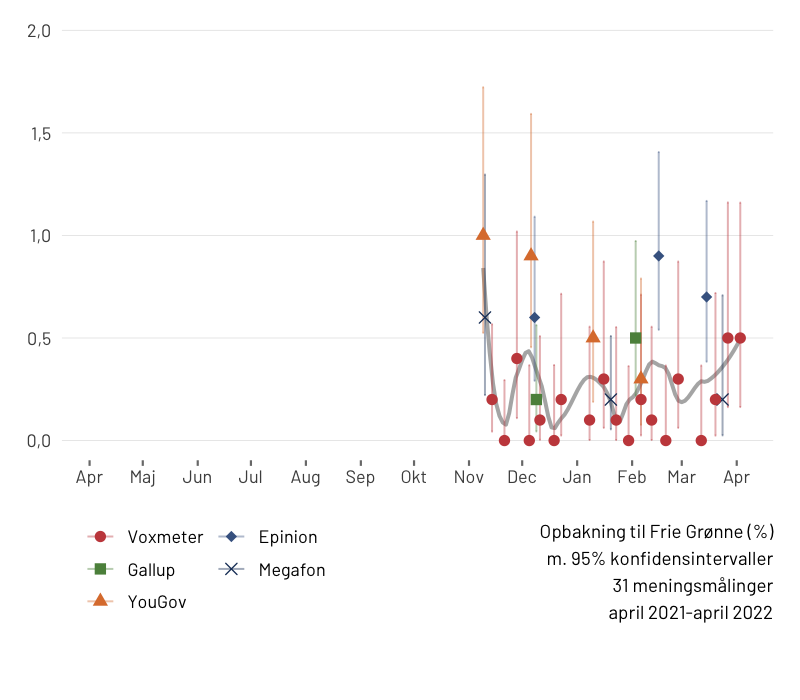 2,0
1,5
1,0
0,5
0,0
Apr Maj Jun Jul Aug Sep Okt Nov Dec Jan Feb Mar Apr
Voxmeter Epinion
Gallup Megafon
YouGov
Opbakning til Frie Grønne (%)
m. 95% konfidensintervaller
31 meningsmålinger
april 2021-april 2022